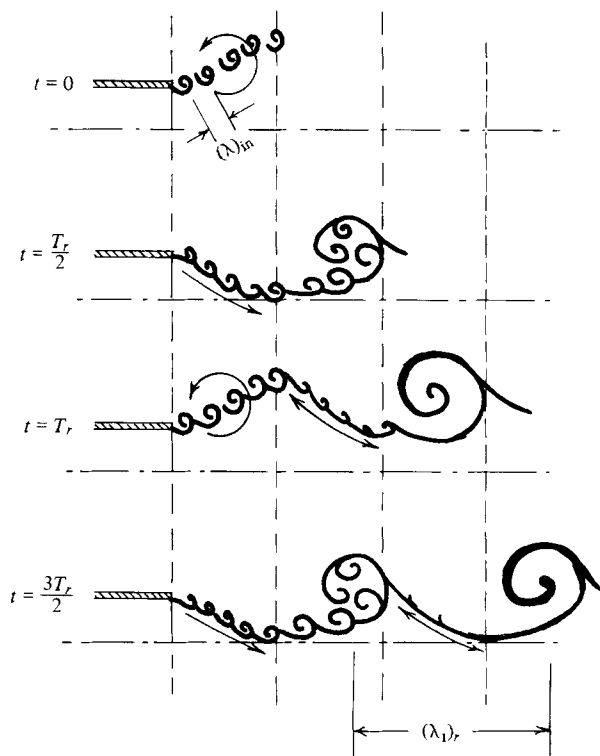 t = 0
(λ)in
t = Tr/2
t = Tr
t = 3Tr/2
(λ1)r